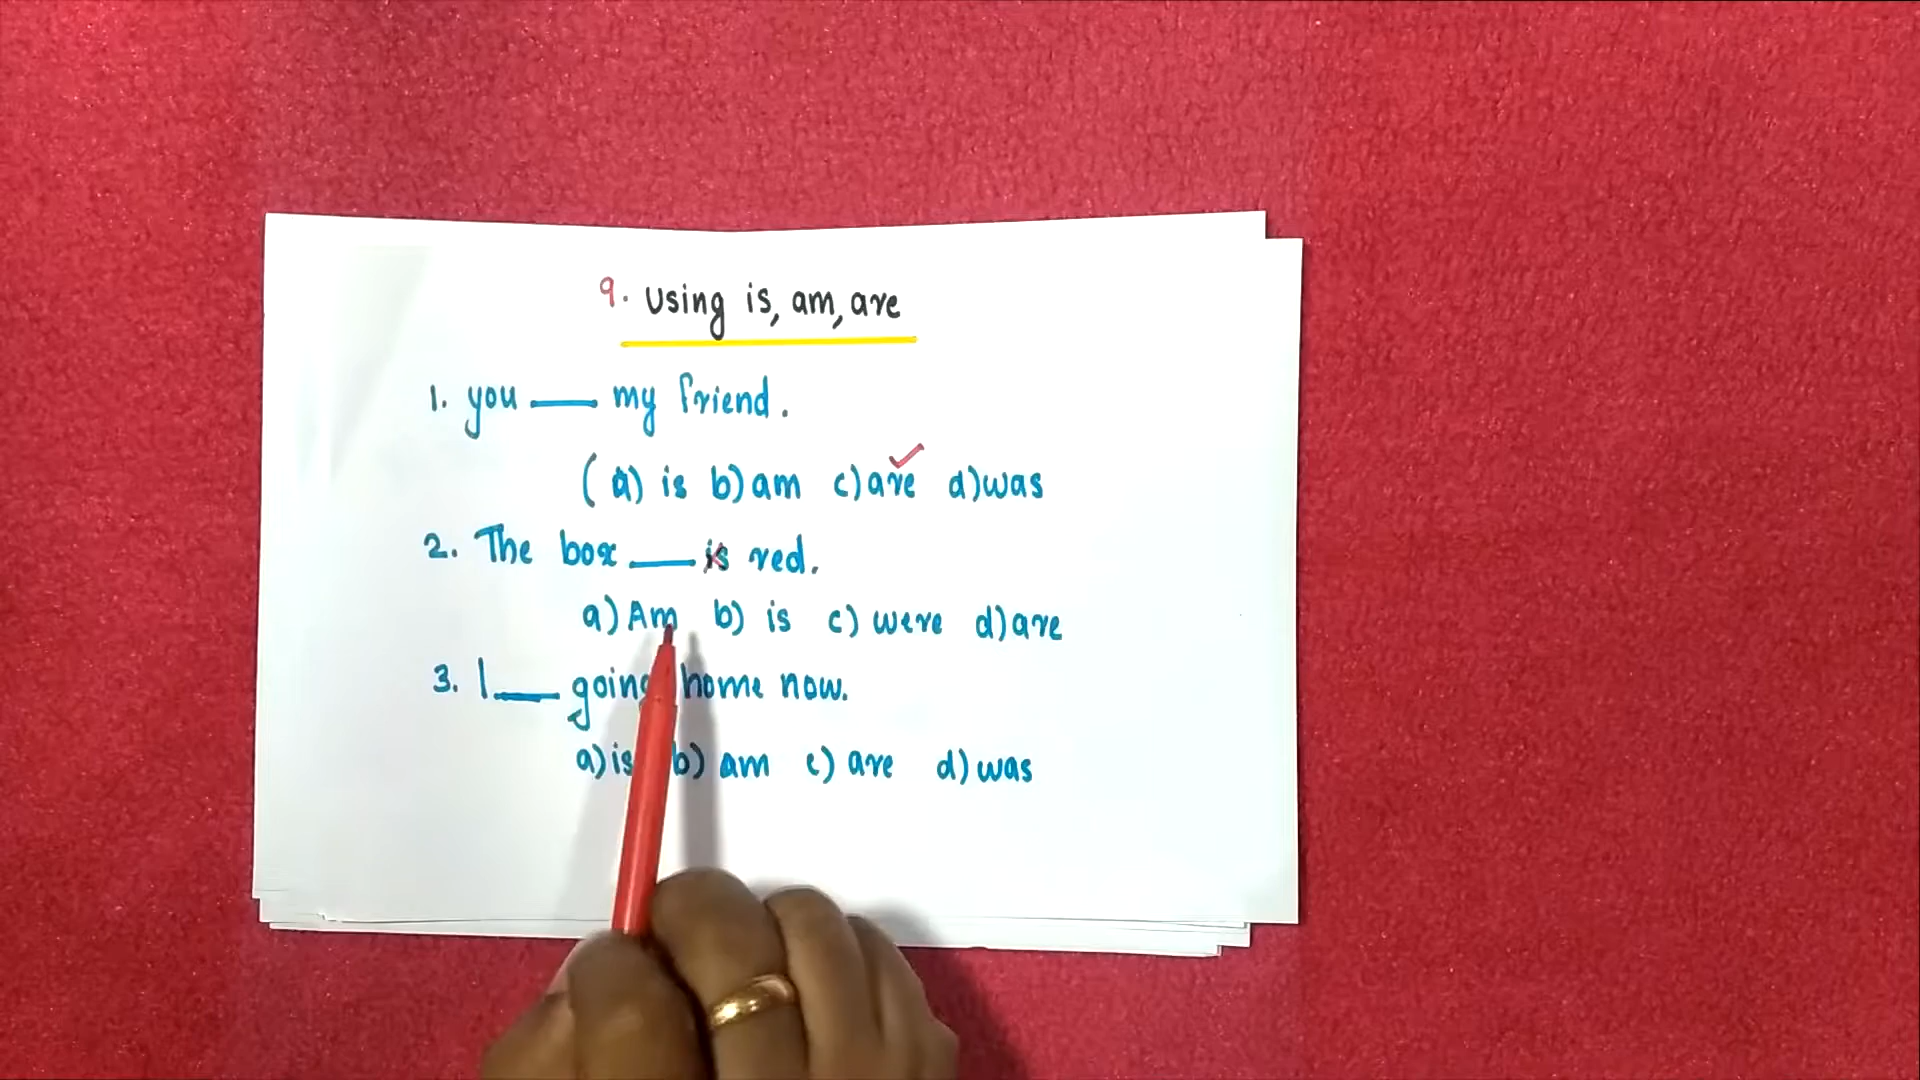 9. Using is, am, are
1. you ___ my friend.
(a) is b) am c) are d) was
2. The box ___ is red.
a) Am b) is c) were d) are
3. I ___ going home now.
a) is b) am c) are d) was